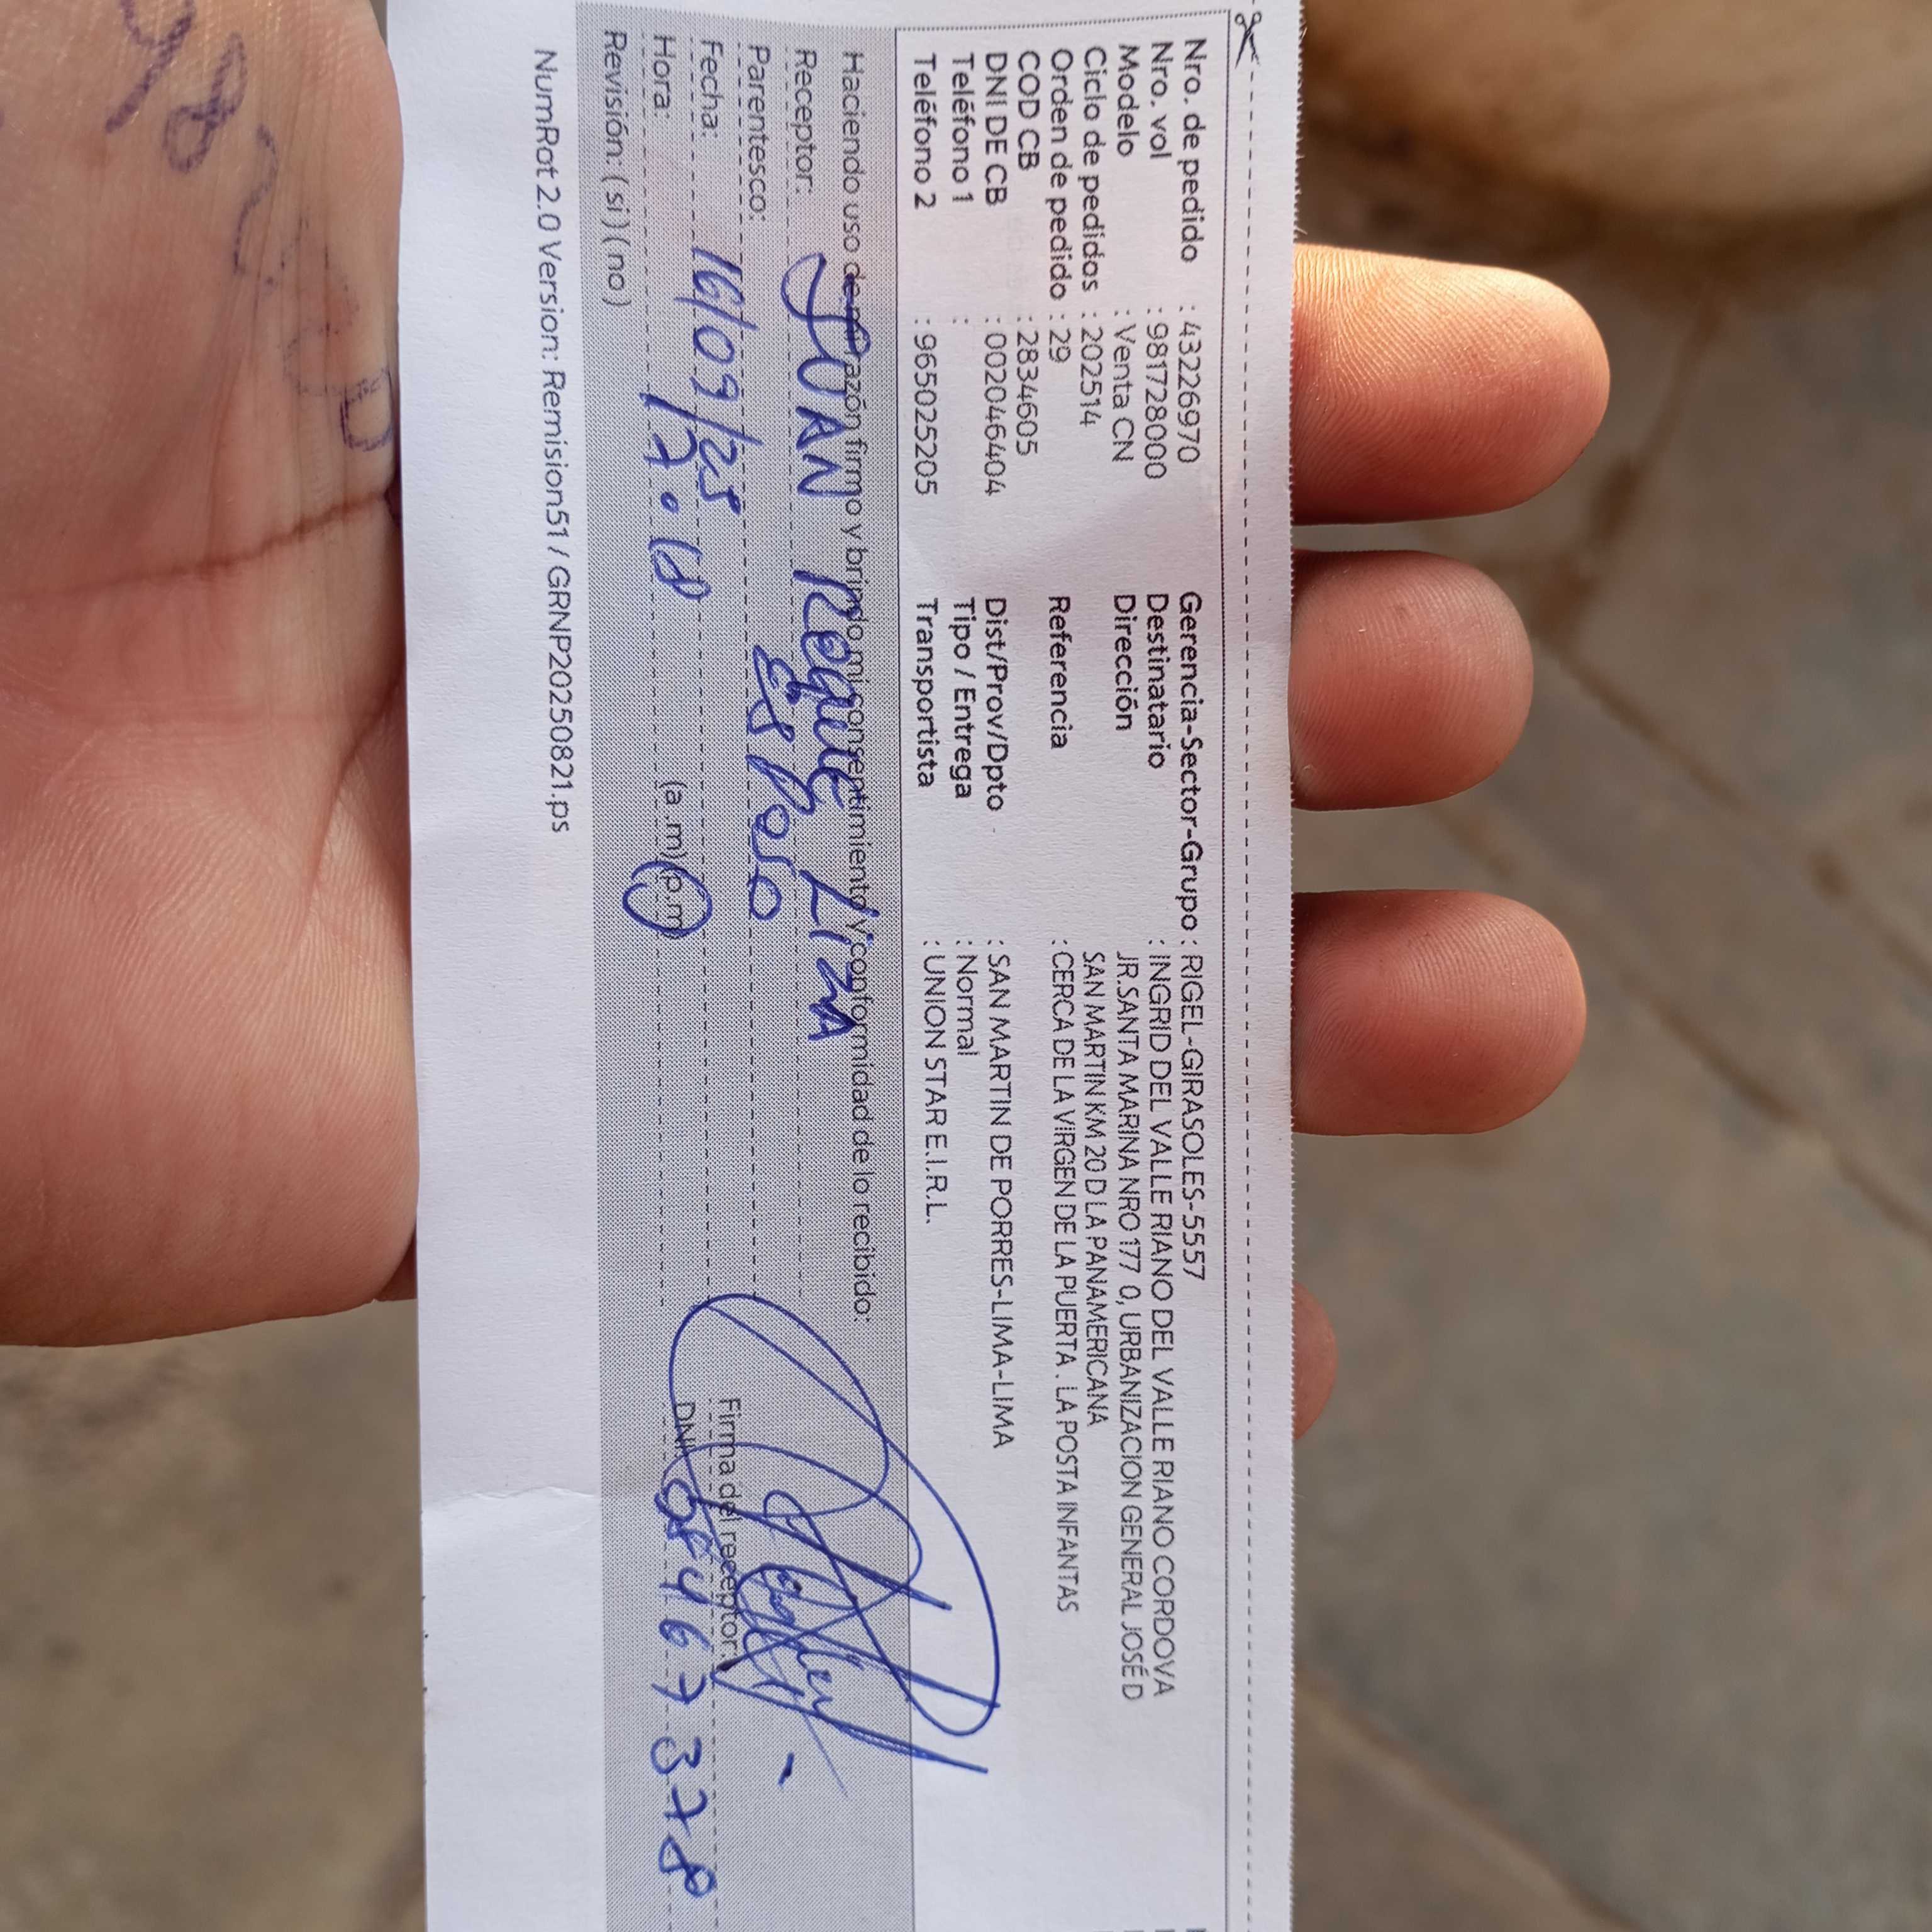 Nro. de pedido : 43226970 Gerencia-Sector-Grupo : RIGEL-GIRASOLES-5557
Nro. vol : 981728000 Destinatario : INGRID DEL VALLE RIANO DEL VALLE RIANO CORDOVA
Modelo : Venta CN Dirección JR.SANTA MARINA NRO 177 0, URBANIZACION GENERAL JOSÉ D
Ciclo de pedidos : 202514 SAN MARTIN KM 20 D LA PANAMERICANA
Orden de pedido : 29 Referencia : CERCA DE LA VIRGEN DE LA PUERTA . LA POSTA INFANTAS
COD CB : 2834605
DNI DE CB : 002046404 Dist/Prov/Dpto : SAN MARTIN DE PORRES-LIMA-LIMA
Teléfono 1 : Tipo / Entrega : Normal
Teléfono 2 : 965025205 Transportista : UNION STAR E.I.R.L.
Haciendo uso de mi razón firmo y brindo mi consentimiento y conformidad de lo recibido:
Receptor: JUAN Reque Liza
Parentesco: Esposo
Fecha: 16/09/25 Firma del receptor:
Hora: 17.18 (a.m)(p.m) DNI 08467378
Revisión: (si) (no)
NumRot 2.0 Version: Remision51 / GRNP20250821.ps